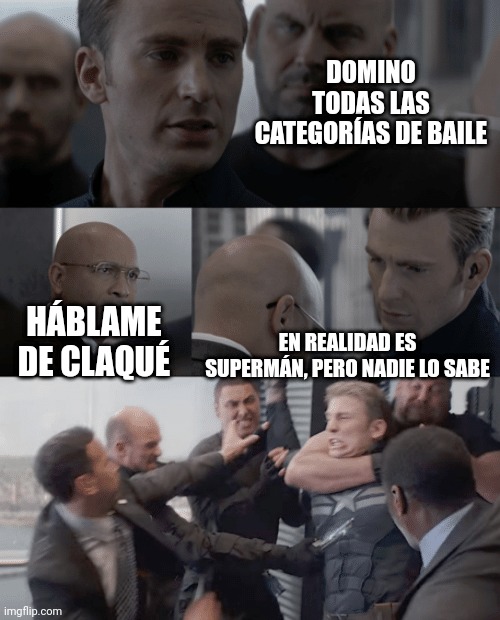 DOMINO
TODAS LAS
CATEGORÍAS DE BAILE
HÁBLAME
DE CLAQUÉ
EN REALIDAD ES
SUPERMÁN, PERO NADIE LO SABE
imgflip.com